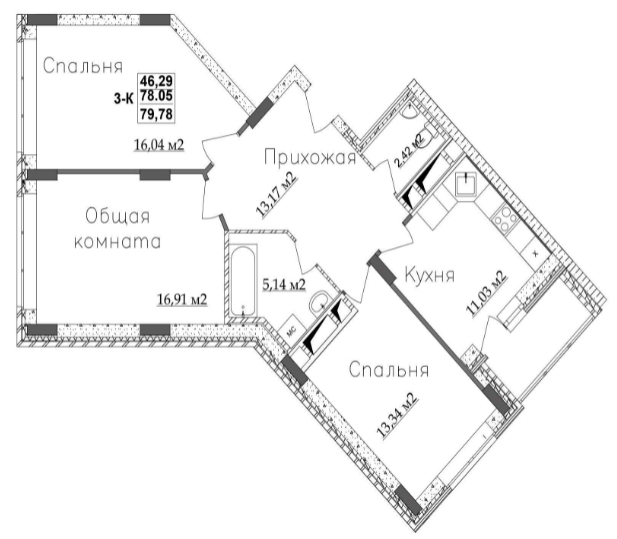 Спальня
3-К
46,29
78.05
79,78
16,04 м2
Прихожая
13,17 м2
2,42 м2
Общая
комната
16,91 м2
5,14 м2
МС
Кухня
11,03 м2
Х
Спальня
13,34 м2